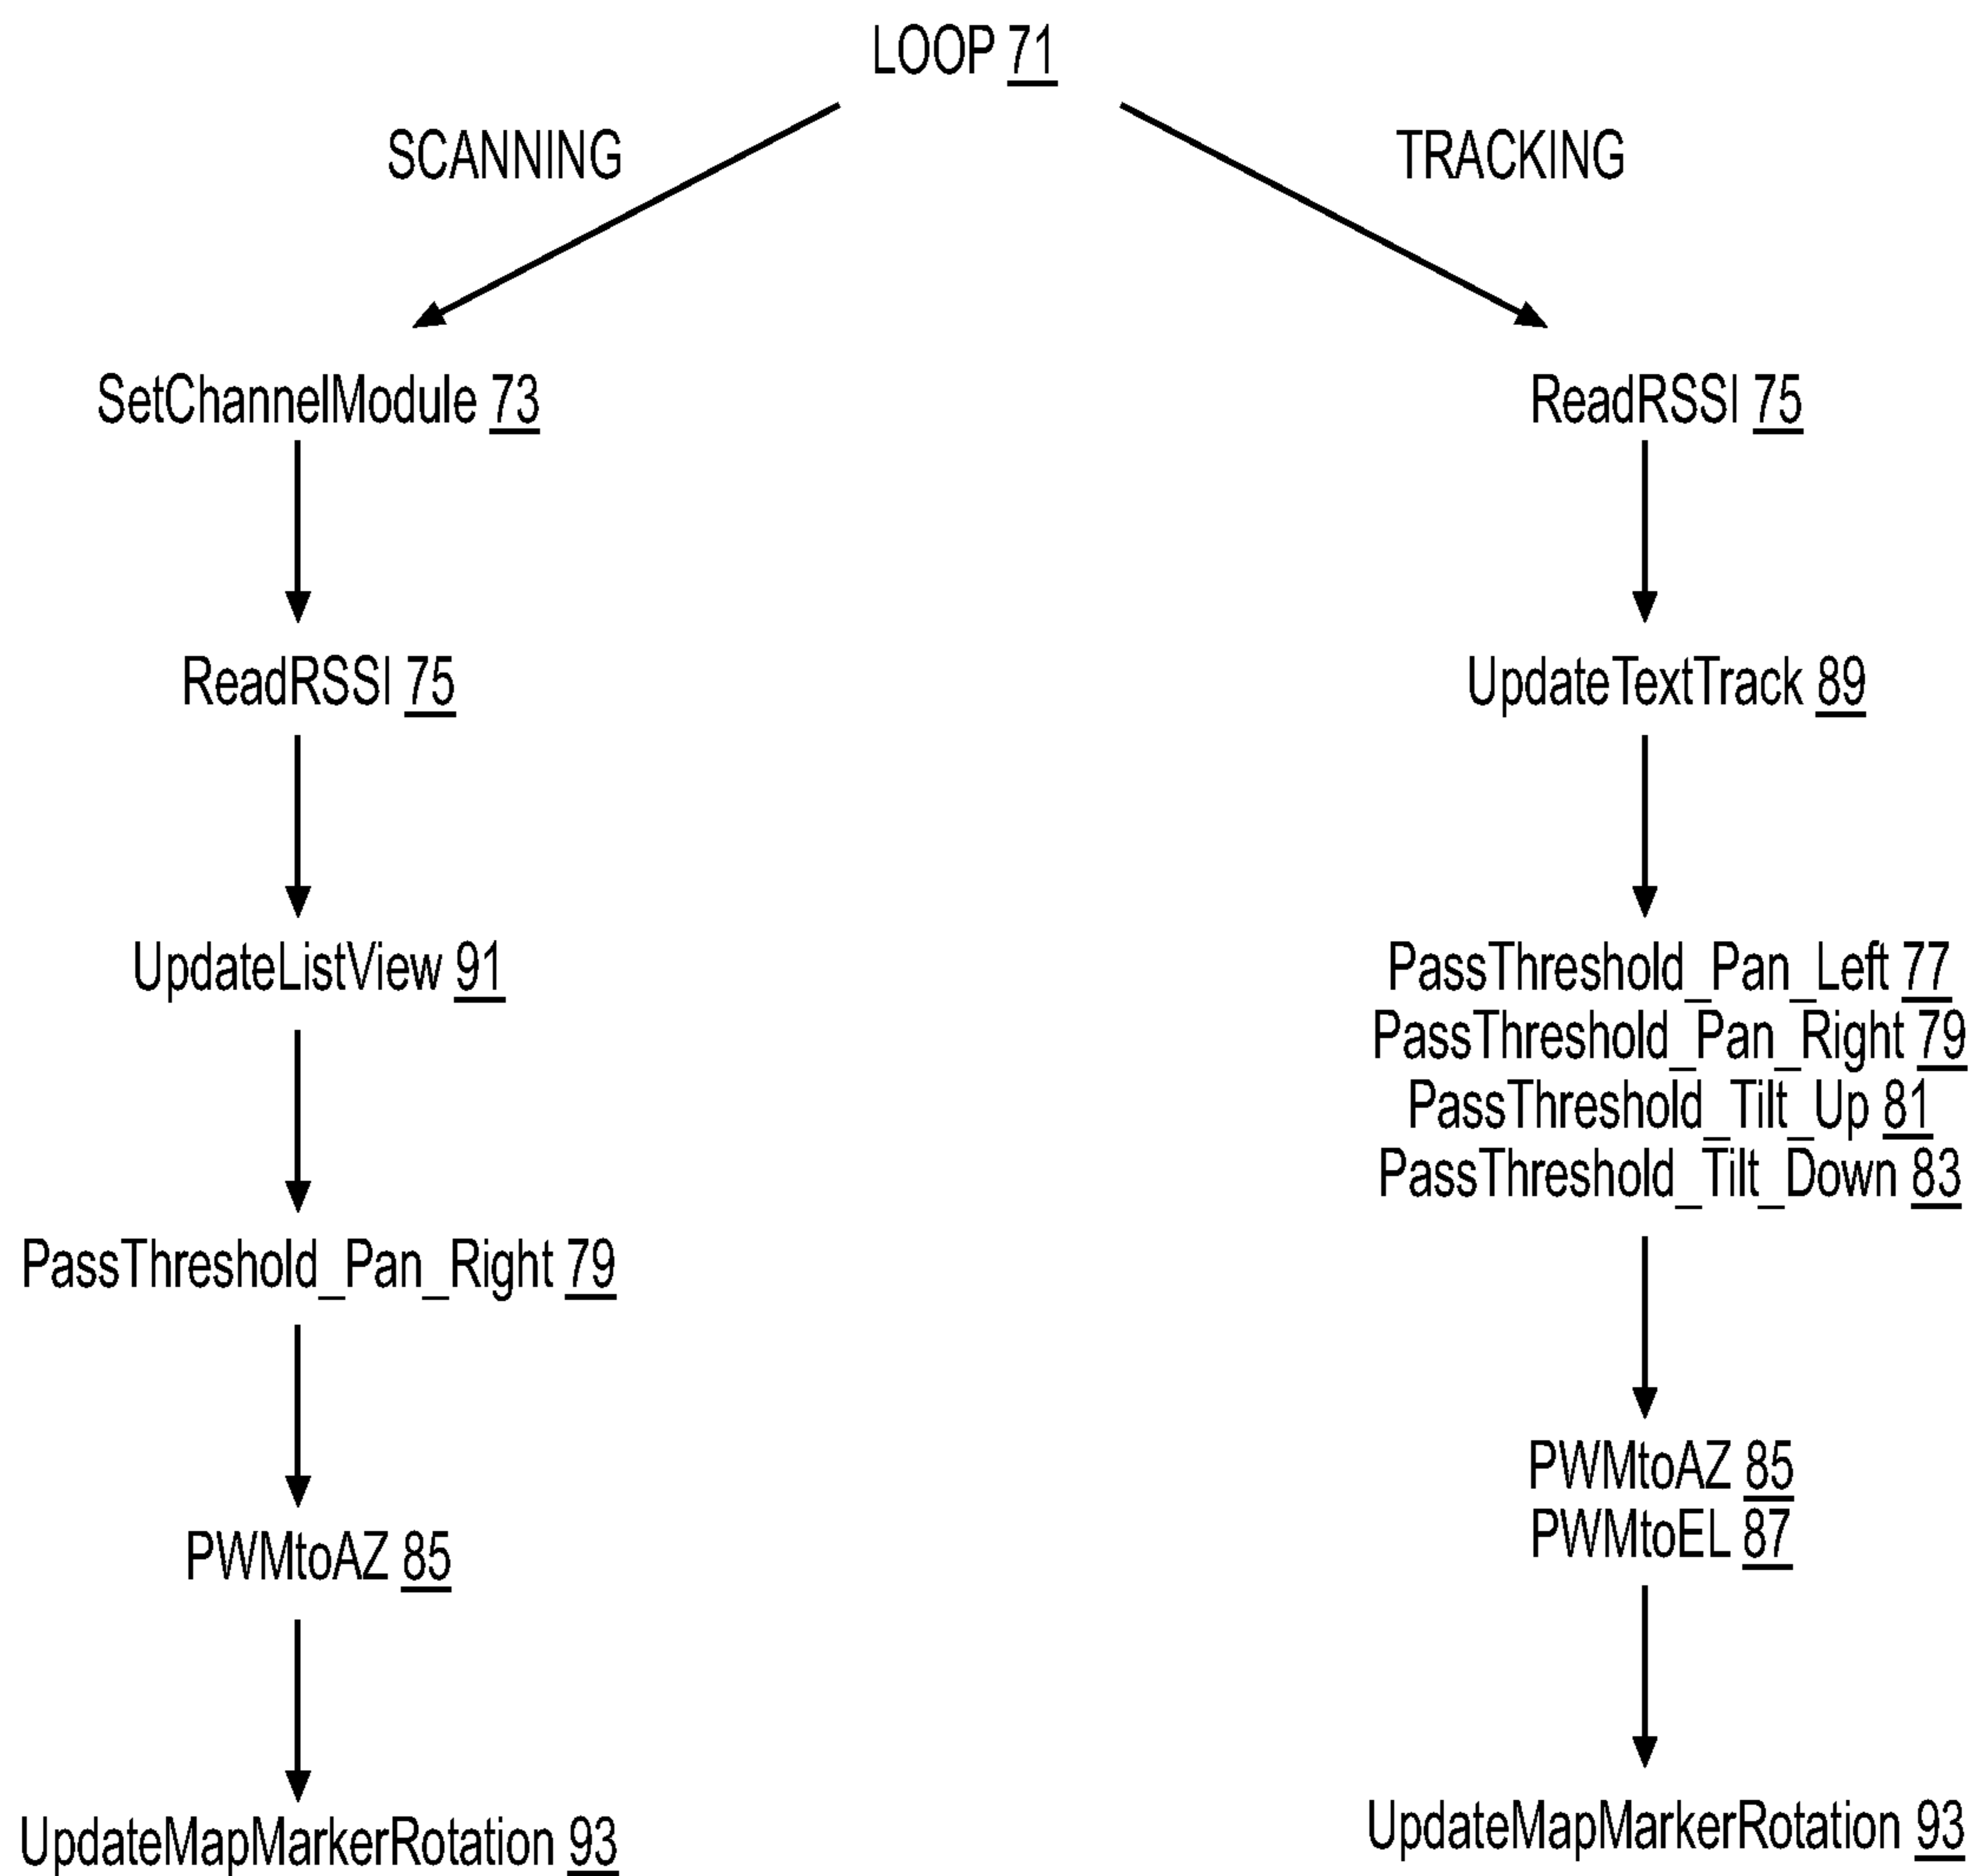 LOOP 71
SCANNING
TRACKING
SetChannelModule 73
ReadRSSI 75
UpdateListView 91
PassThreshold_Pan_Right 79
PWMtoAZ 85
UpdateMapMarkerRotation 93
ReadRSSI 75
UpdateTextTrack 89
PassThreshold_Pan_Left 77
PassThreshold_Pan_Right 79
PassThreshold_Tilt_Up 81
PassThreshold_Tilt_Down 83
PWMtoAZ 85
PWMtoEL 87
UpdateMapMarkerRotation 93